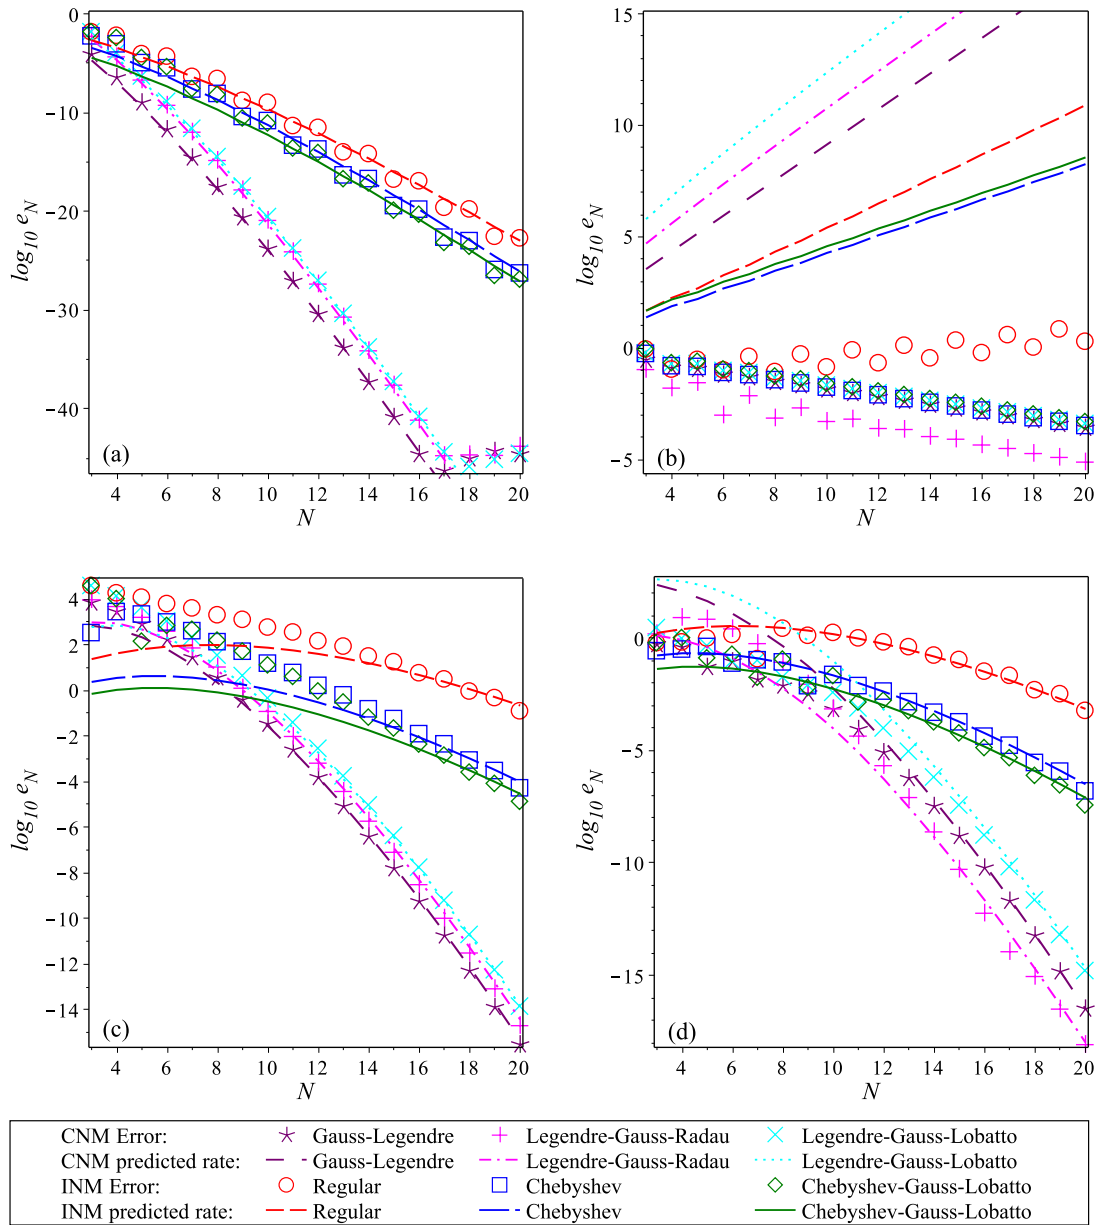 0
−10
−20
−30
−40
log10 eN
(a)
4 6 8 10 12 14 16 18 20
N
15
10
5
0
−5
log10 eN
(b)
4 6 8 10 12 14 16 18 20
N
4
2
0
−2
−4
−6
−8
−10
−12
−14
log10 eN
(c)
4 6 8 10 12 14 16 18 20
N
0
−5
−10
−15
log10 eN
(d)
4 6 8 10 12 14 16 18 20
N
CNM Error: Gauss-Legendre Legendre-Gauss-Radau Legendre-Gauss-Lobatto
CNM predicted rate: Gauss-Legendre Legendre-Gauss-Radau Legendre-Gauss-Lobatto
INM Error: Regular Chebyshev Chebyshev-Gauss-Lobatto
INM predicted rate: Regular Chebyshev Chebyshev-Gauss-Lobatto